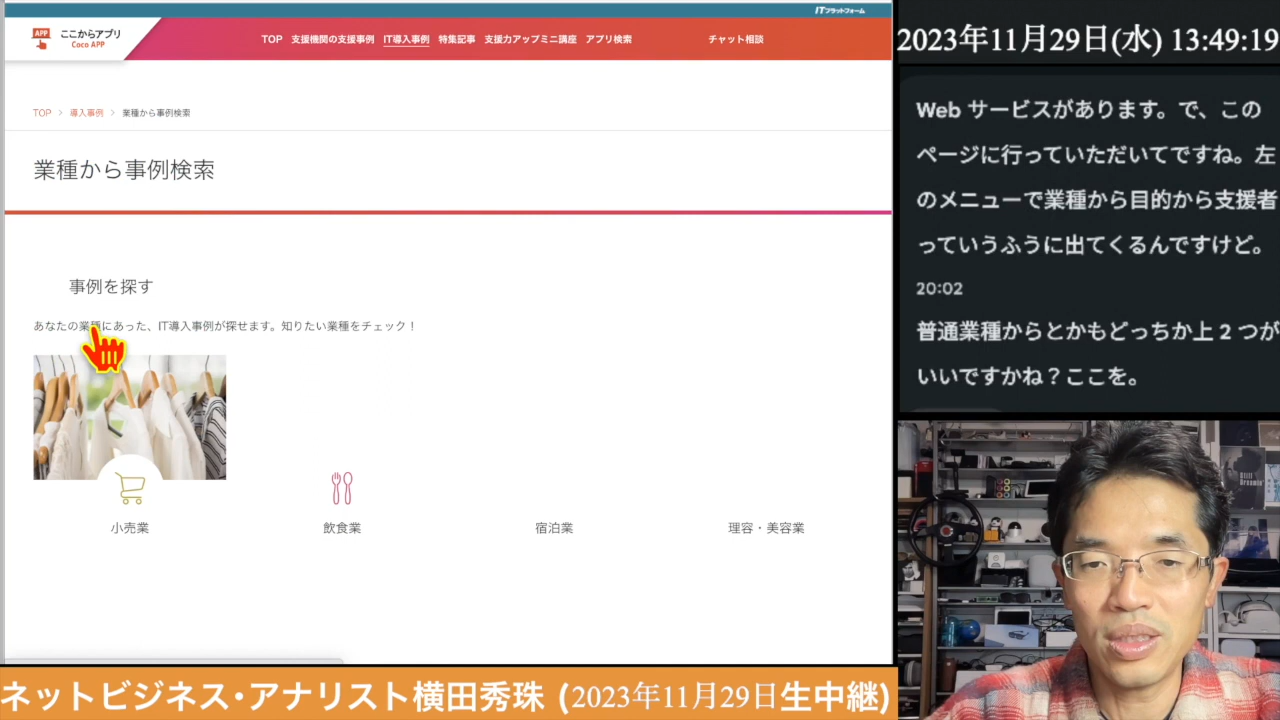 ITプラットフォーム
APP
ここからアプリ
Coco APP
TOP 支援機関の支援事例 IT導入事例 特集記事 支援力アップミニ講座 アプリ検索 チャット相談
TOP > 導入事例 > 業種から事例検索
業種から事例検索
事例を探す
あなたの業種にあった、IT導入事例が探せます。知りたい業種をチェック！
小売業
飲食業
宿泊業
理容・美容業
2023年11月29日(水) 13:49:19
Web サービスがあります。で、この
ページに行っていただいてですね。左
のメニューで業種から目的から支援者
っていうふうに出てくるんですけど。
20:02
普通業種からとかもどっちか上 2 つが
いいですかね？ここを。
ネットビジネス・アナリスト横田秀珠 (2023年11月29日生中継)